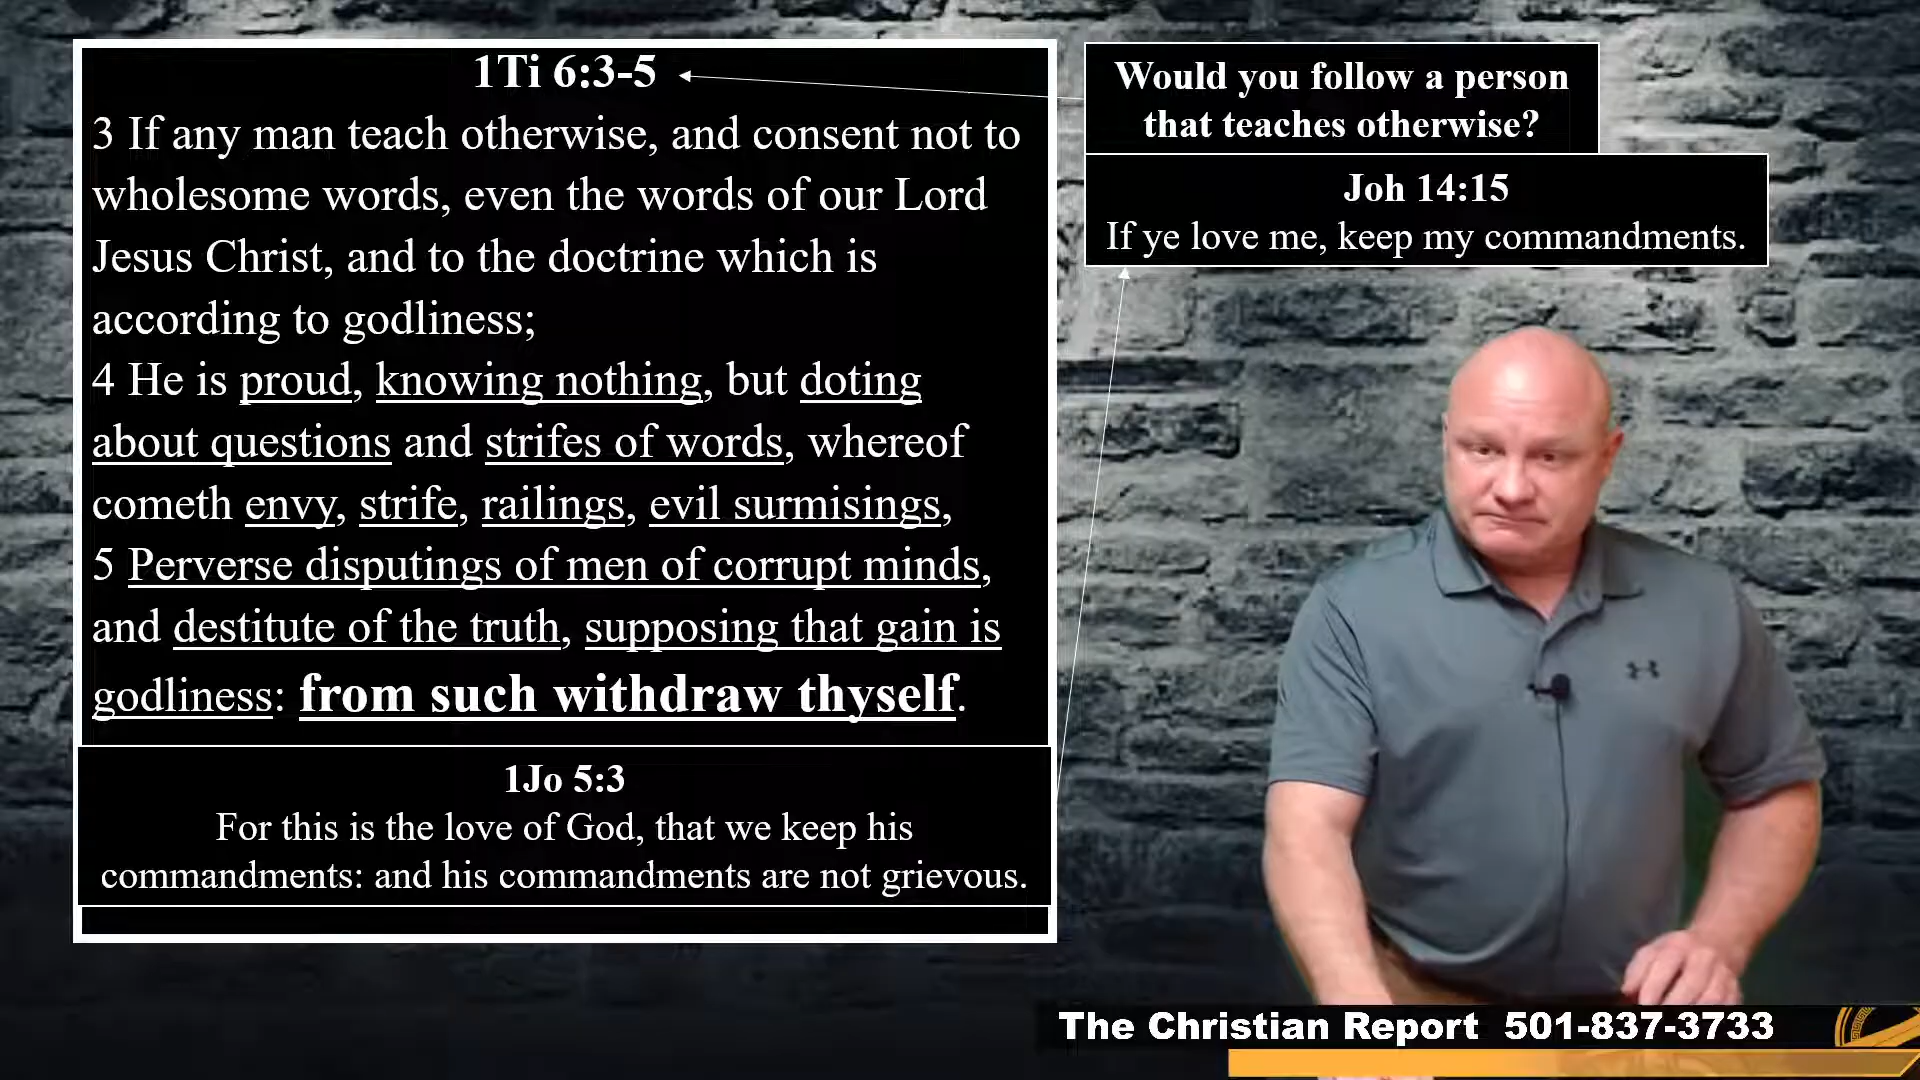 1Ti 6:3-5
3 If any man teach otherwise, and consent not to
wholesome words, even the words of our Lord
Jesus Christ, and to the doctrine which is
according to godliness;
4 He is proud, knowing nothing, but doting
about questions and strifes of words, whereof
cometh envy, strife, railings, evil surmisings,
5 Perverse disputings of men of corrupt minds,
and destitute of the truth, supposing that gain is
godliness: from such withdraw thyself.
1Jo 5:3
For this is the love of God, that we keep his
commandments: and his commandments are not grievous.
Would you follow a person
that teaches otherwise?
Joh 14:15
If ye love me, keep my commandments.
The Christian Report 501-837-3733